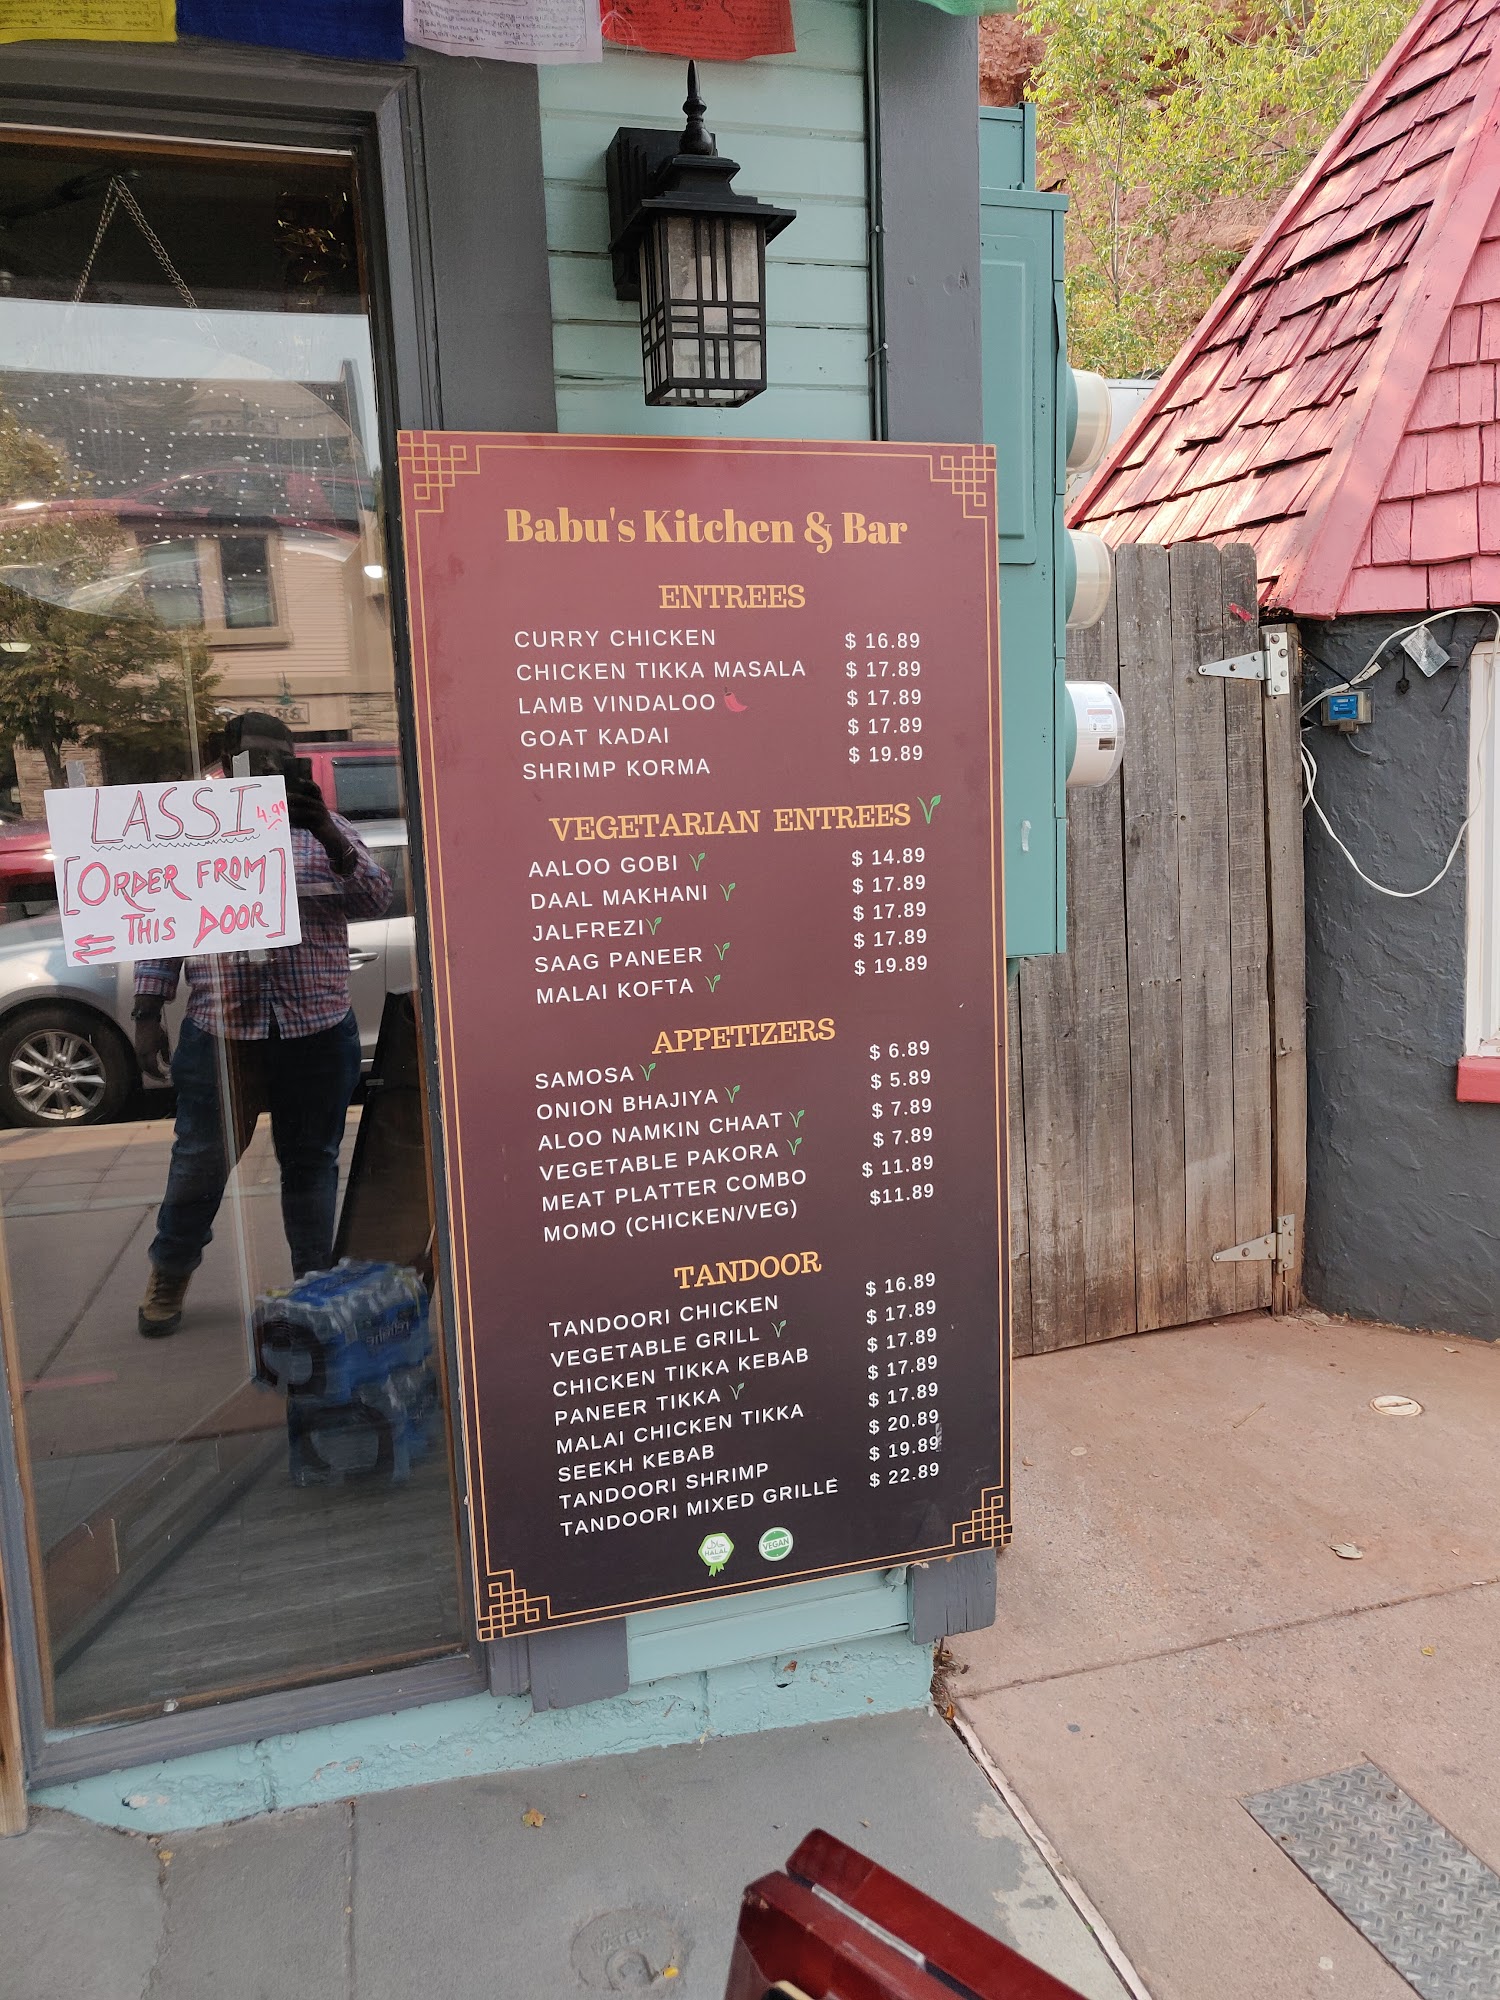 Babu's Kitchen & Bar
ENTREES
CURRY CHICKEN $ 16.89
CHICKEN TIKKA MASALA $ 17.89
LAMB VINDALOO $ 17.89
GOAT KADAI $ 17.89
SHRIMP KORMA $ 19.89
VEGETARIAN ENTREES
AALOO GOBI $ 14.89
DAAL MAKHANI $ 17.89
JALFREZI $ 17.89
SAAG PANEER $ 17.89
MALAI KOFTA $ 19.89
APPETIZERS
SAMOSA $ 6.89
ONION BHAJIYA $ 5.89
ALOO NAMKIN CHAAT $ 7.89
VEGETABLE PAKORA $ 7.89
MEAT PLATTER COMBO $ 11.89
MOMO (CHICKEN/VEG) $11.89
TANDOOR
TANDOORI CHICKEN $ 16.89
VEGETABLE GRILL $ 17.89
CHICKEN TIKKA KEBAB $ 17.89
PANEER TIKKA $ 17.89
MALAI CHICKEN TIKKA $ 17.89
SEEKH KEBAB $ 20.89
TANDOORI SHRIMP $ 19.89
TANDOORI MIXED GRILLE $ 22.89
HALAL
VEGAN
LASSI 4.99
[ORDER FROM
THIS DOOR]
WATER